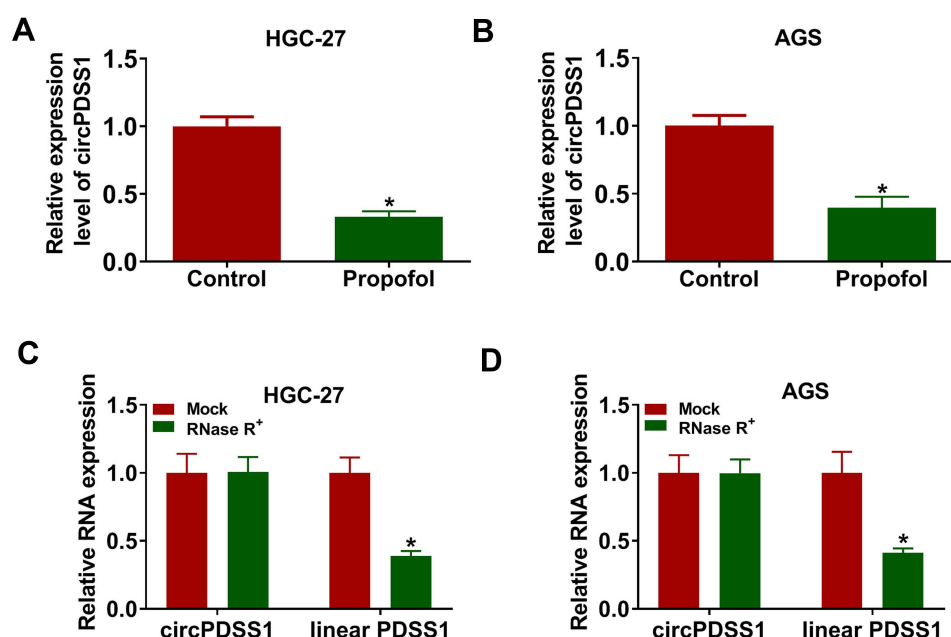 A
HGC-27
Relative expression
level of circPDSS1
1.5
1.0
0.5
0.0
*
Control Propofol
B
AGS
Relative expression
level of circPDSS1
1.5
1.0
0.5
0.0
*
Control Propofol
C
HGC-27
Relative RNA expression
1.5
1.0
0.5
0.0
Mock
RNase R+
*
circPDSS1 linear PDSS1
D
AGS
Relative RNA expression
1.5
1.0
0.5
0.0
Mock
RNase R+
*
circPDSS1 linear PDSS1